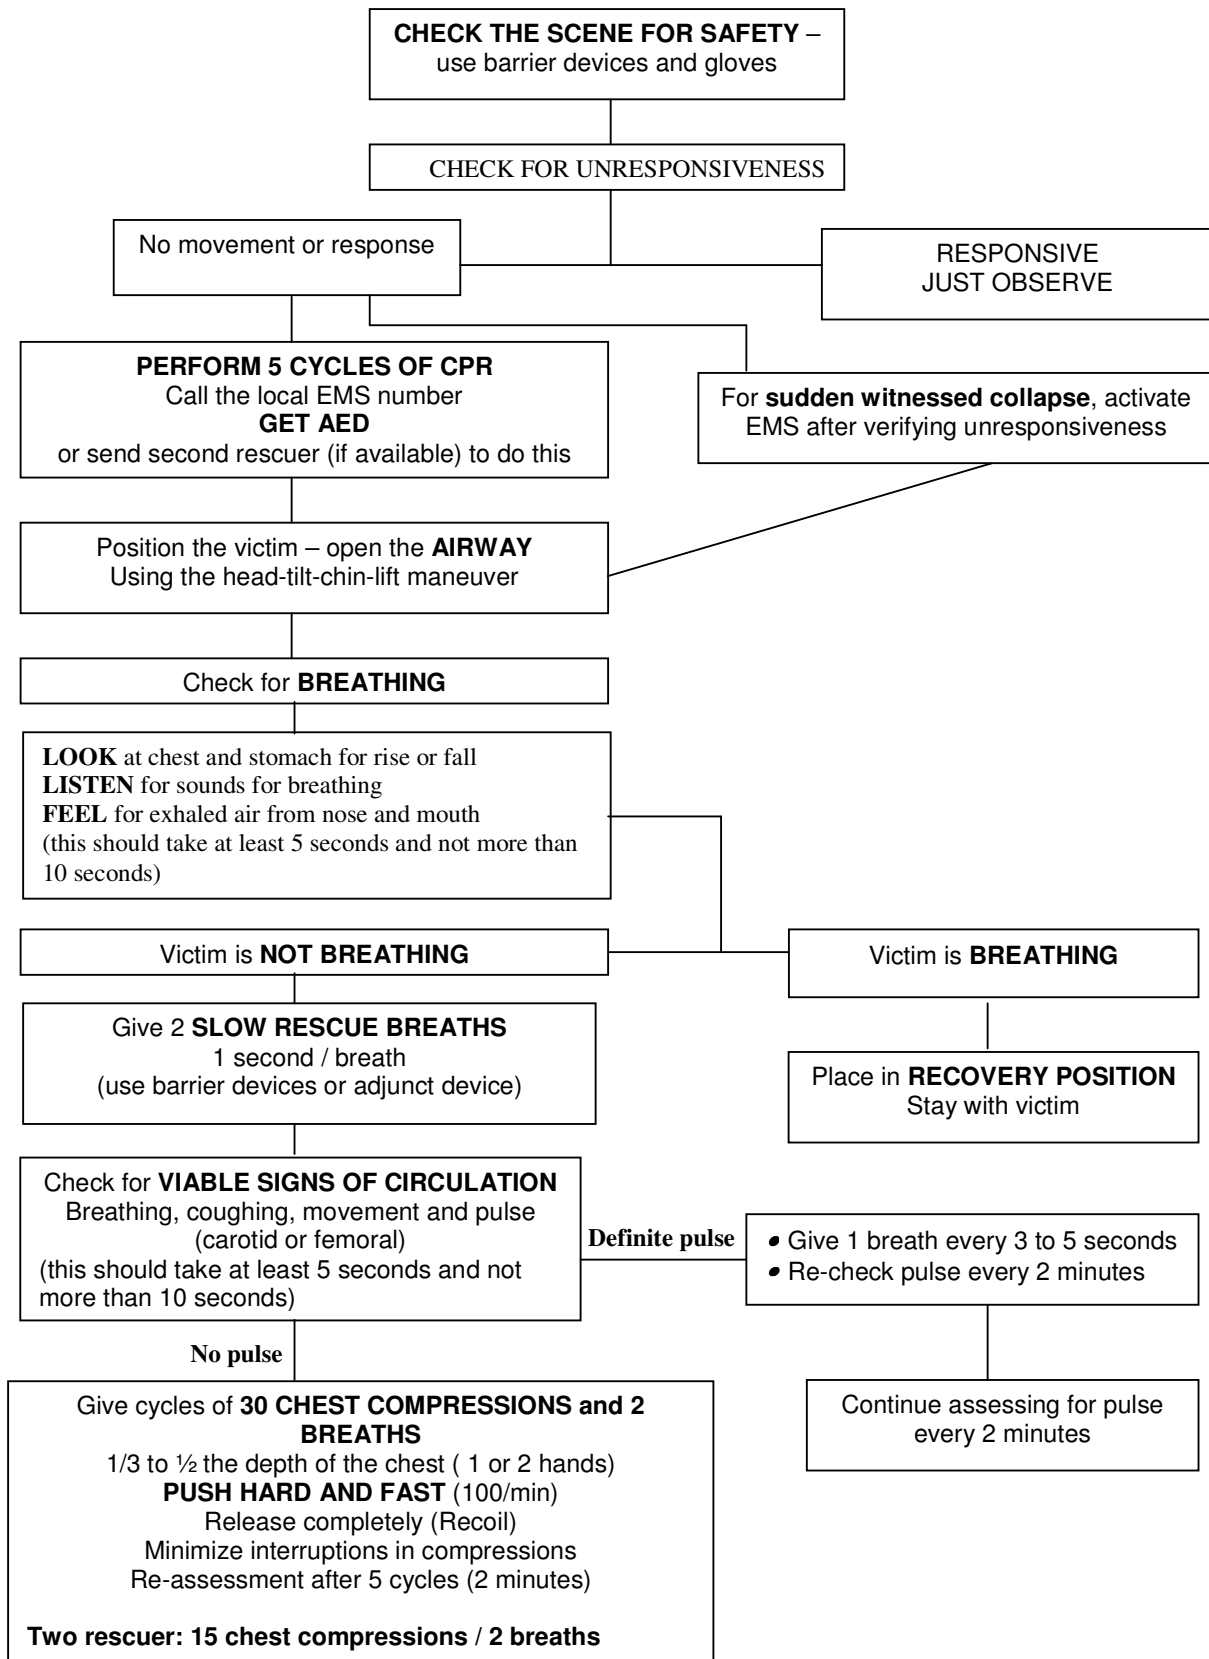 CHECK THE SCENE FOR SAFETY –
use barrier devices and gloves
CHECK FOR UNRESPONSIVENESS
No movement or response
RESPONSIVE
JUST OBSERVE
PERFORM 5 CYCLES OF CPR
Call the local EMS number
GET AED
or send second rescuer (if available) to do this
For sudden witnessed collapse, activate
EMS after verifying unresponsiveness
Position the victim – open the AIRWAY
Using the head-tilt-chin-lift maneuver
Check for BREATHING
LOOK at chest and stomach for rise or fall
LISTEN for sounds for breathing
FEEL for exhaled air from nose and mouth
(this should take at least 5 seconds and not more than
10 seconds)
Victim is NOT BREATHING
Victim is BREATHING
Give 2 SLOW RESCUE BREATHS
1 second / breath
(use barrier devices or adjunct device)
Place in RECOVERY POSITION
Stay with victim
Check for VIABLE SIGNS OF CIRCULATION
Breathing, coughing, movement and pulse
(carotid or femoral)
(this should take at least 5 seconds and not
more than 10 seconds)
Definite pulse
• Give 1 breath every 3 to 5 seconds
• Re-check pulse every 2 minutes
No pulse
Give cycles of 30 CHEST COMPRESSIONS and 2
BREATHS
1/3 to ½ the depth of the chest ( 1 or 2 hands)
PUSH HARD AND FAST (100/min)
Release completely (Recoil)
Minimize interruptions in compressions
Re-assessment after 5 cycles (2 minutes)
Two rescuer: 15 chest compressions / 2 breaths
Continue assessing for pulse
every 2 minutes